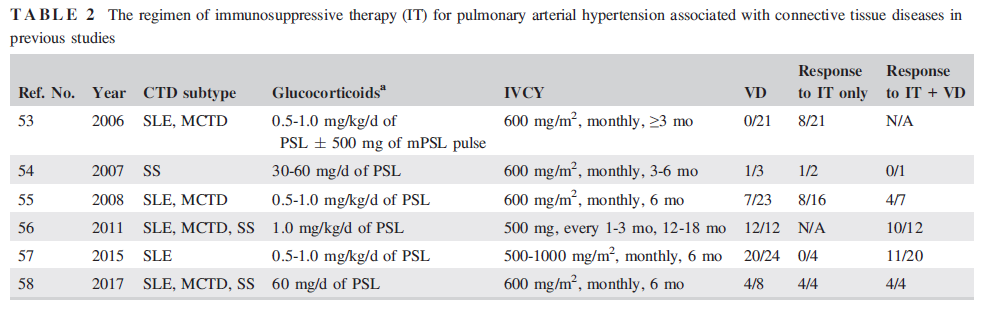 TABLE 2 The regimen of immunosuppressive therapy (IT) for pulmonary arterial hypertension associated with connective tissue diseases in
previous studies
Response Response
Ref. No. Year CTD subtype Glucocorticoidsᵃ IVCY VD to IT only to IT + VD
53 2006 SLE, MCTD 0.5-1.0 mg/kg/d of 600 mg/m², monthly, ≥3 mo 0/21 8/21 N/A
PSL ± 500 mg of mPSL pulse
54 2007 SS 30-60 mg/d of PSL 600 mg/m², monthly, 3-6 mo 1/3 1/2 0/1
55 2008 SLE, MCTD 0.5-1.0 mg/kg/d of PSL 600 mg/m², monthly, 6 mo 7/23 8/16 4/7
56 2011 SLE, MCTD, SS 1.0 mg/kg/d of PSL 500 mg, every 1-3 mo, 12-18 mo 12/12 N/A 10/12
57 2015 SLE 0.5-1.0 mg/kg/d of PSL 500-1000 mg/m², monthly, 6 mo 20/24 0/4 11/20
58 2017 SLE, MCTD, SS 60 mg/d of PSL 600 mg/m², monthly, 6 mo 4/8 4/4 4/4